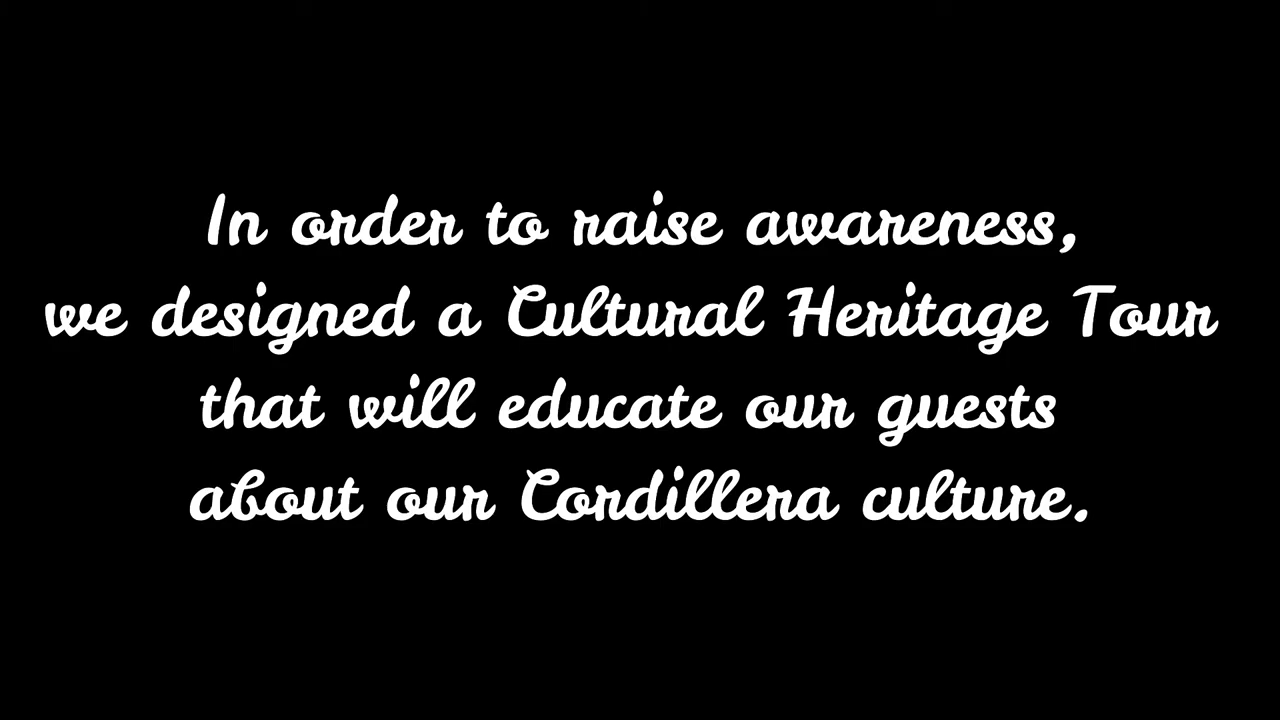 In order to raise awareness,
we designed a Cultural Heritage Tour
that will educate our guests
about our Cordillera culture.